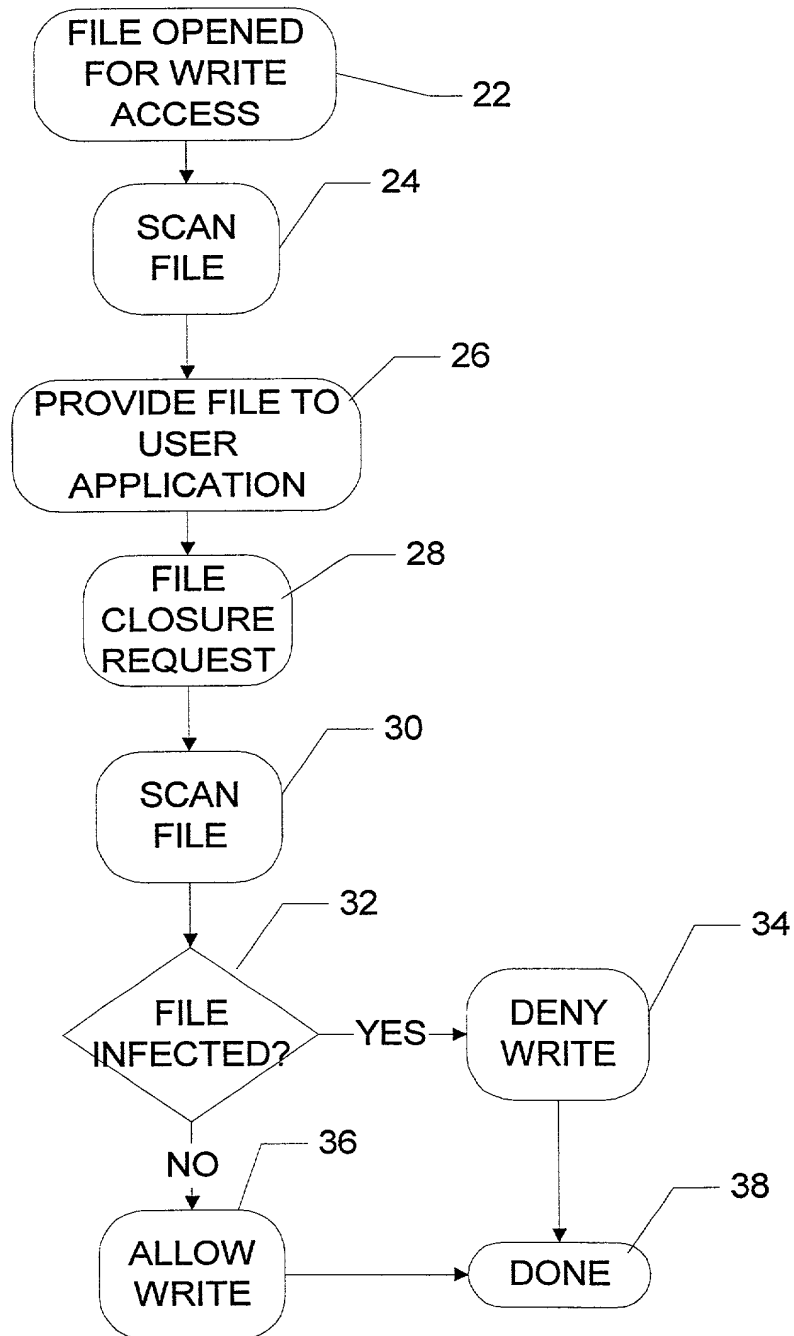 FILE OPENED
FOR WRITE
ACCESS
22
24
SCAN
FILE
26
PROVIDE FILE TO
USER
APPLICATION
28
FILE
CLOSURE
REQUEST
30
SCAN
FILE
32
34
FILE
INFECTED?
YES
DENY
WRITE
NO
36
38
ALLOW
WRITE
DONE